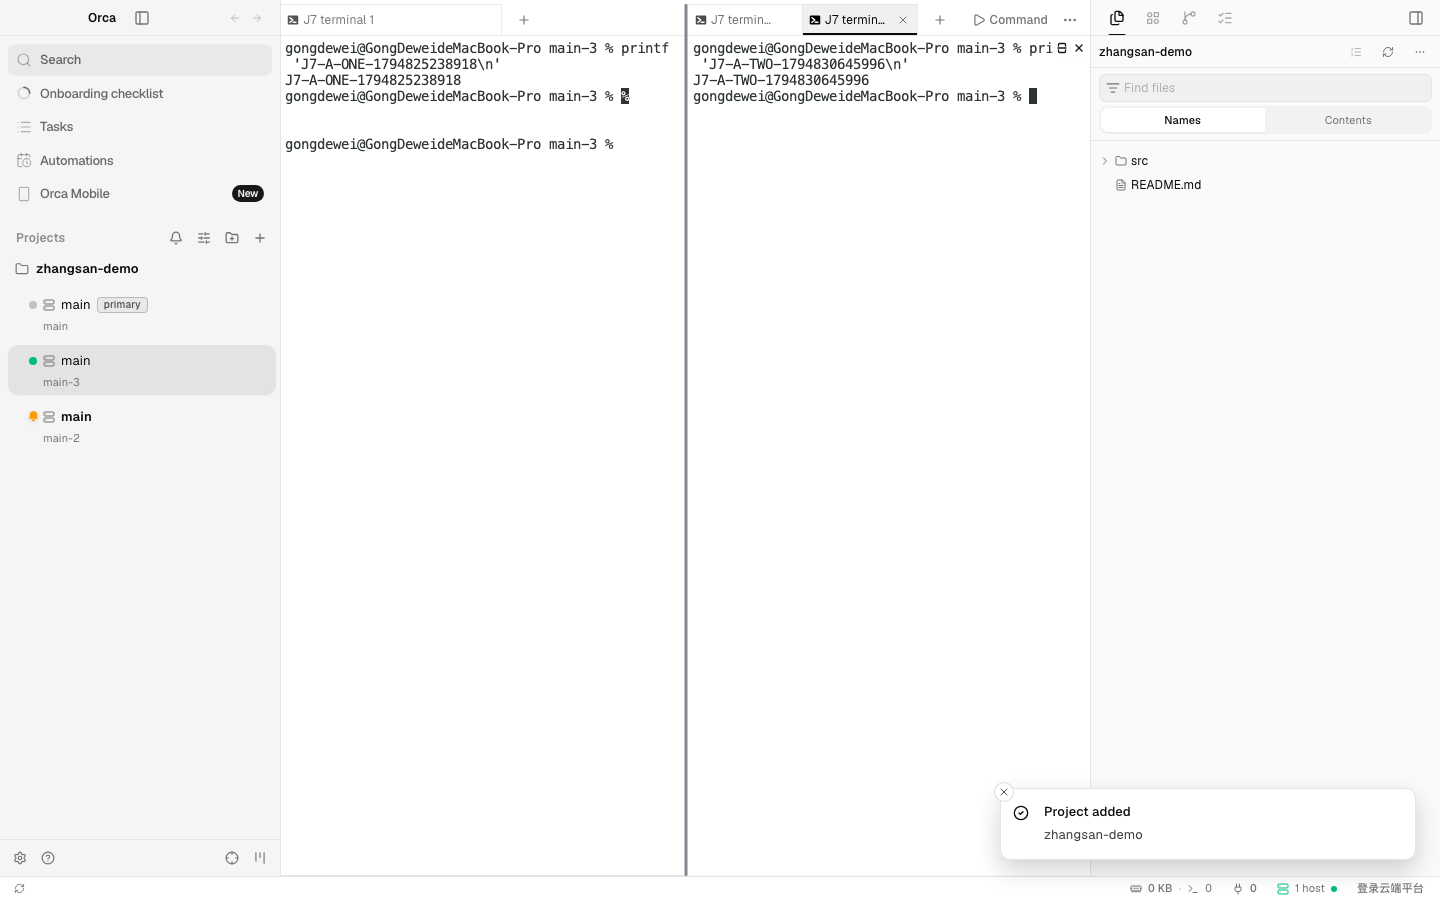 Orca
Search
Onboarding checklist
Tasks
Automations
Orca Mobile
New
Projects
zhangsan-demo
main primary
main
main
main-3
main
main-2
J7 terminal 1
gongdewei@GongDeweideMacBook-Pro main-3 % printf
'J7-A-ONE-1794825238918\n'
J7-A-ONE-1794825238918
gongdewei@GongDeweideMacBook-Pro main-3 % %
gongdewei@GongDeweideMacBook-Pro main-3 %
J7 termin...
J7 termin...
Command
gongdewei@GongDeweideMacBook-Pro main-3 % pri
'J7-A-TWO-1794830645996\n'
J7-A-TWO-1794830645996
gongdewei@GongDeweideMacBook-Pro main-3 %
zhangsan-demo
Find files
Names
Contents
src
README.md
Project added
zhangsan-demo
0 KB · 0
0
1 host
登录云端平台